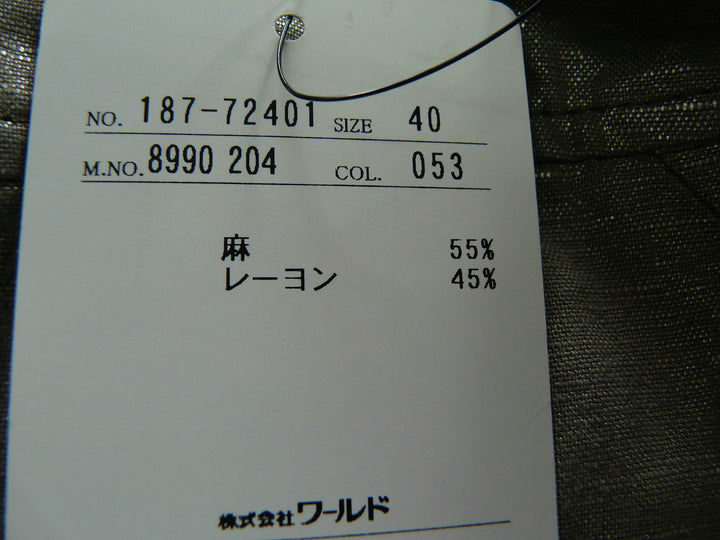 NO. 187-72401 SIZE 40
M.NO. 8990 204 COL. 053
麻 55%
レーヨン 45%
株式会社ワールド